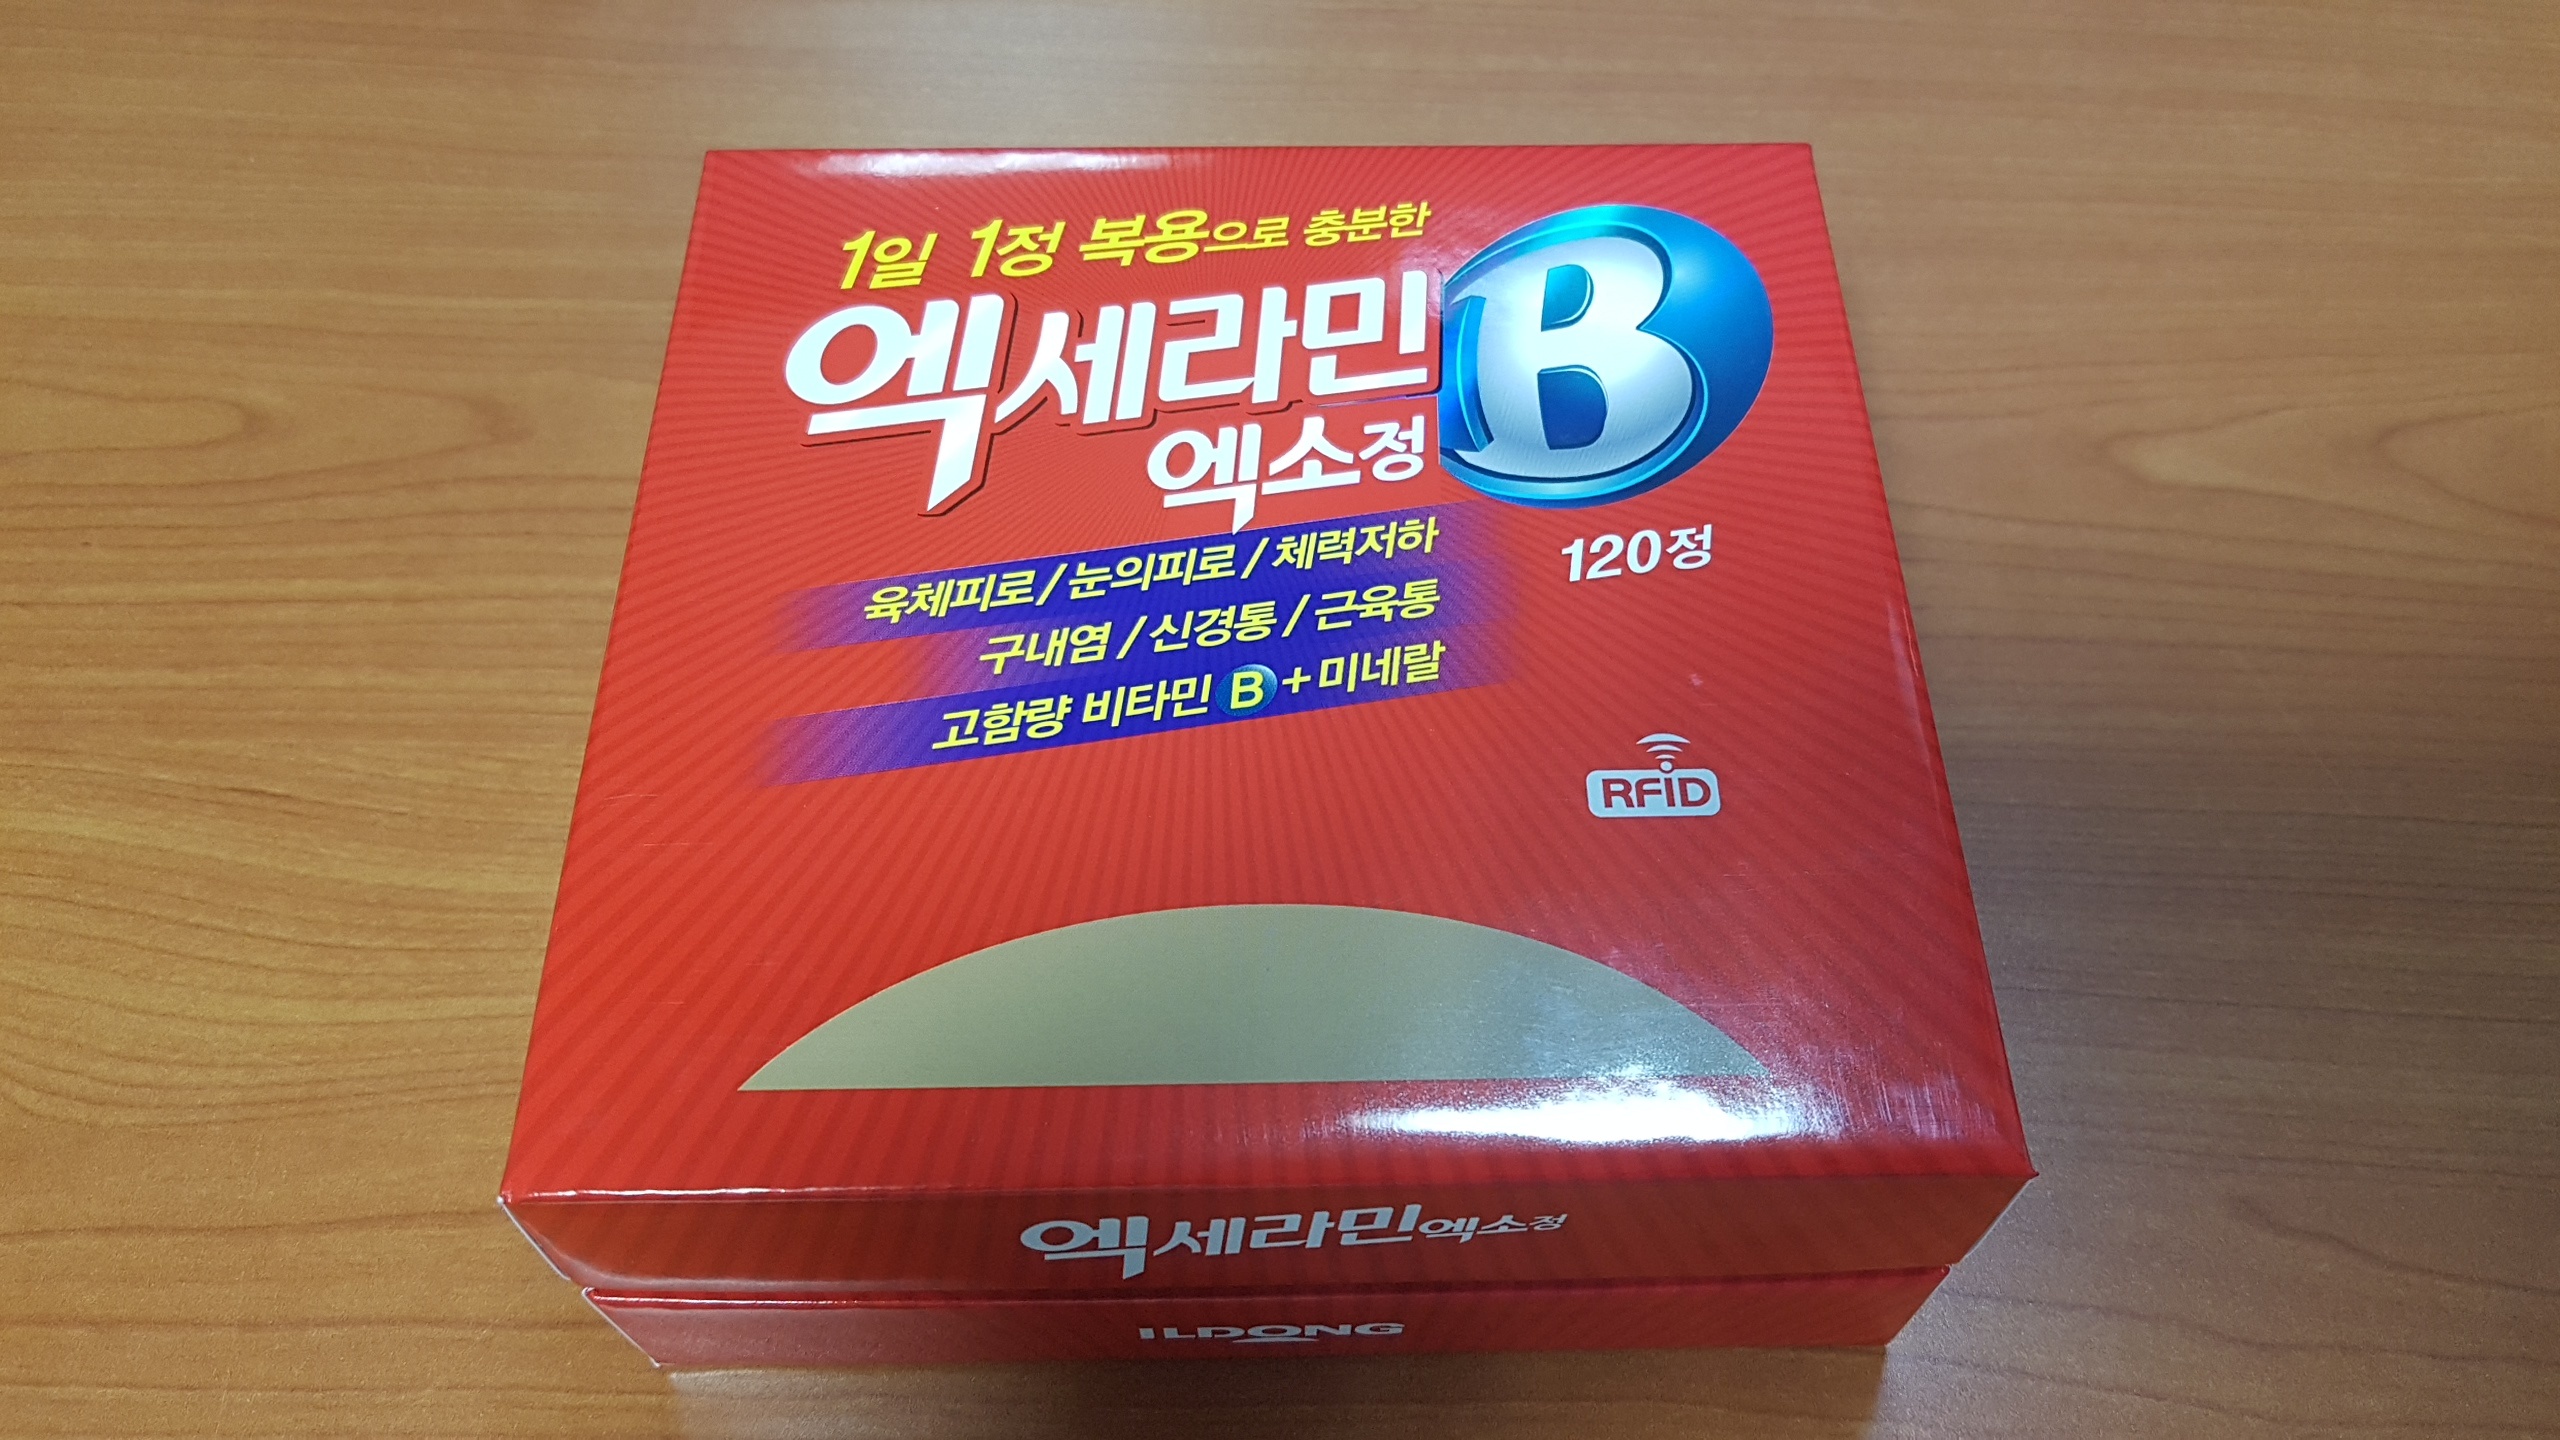 1일 1정 복용으로 충분한
엑세라민 B
엑소정
120정
육체피로/눈의피로/체력저하
구내염/신경통/근육통
고함량 비타민 B+미네랄
RFID
엑세라민엑소정
ILDONG